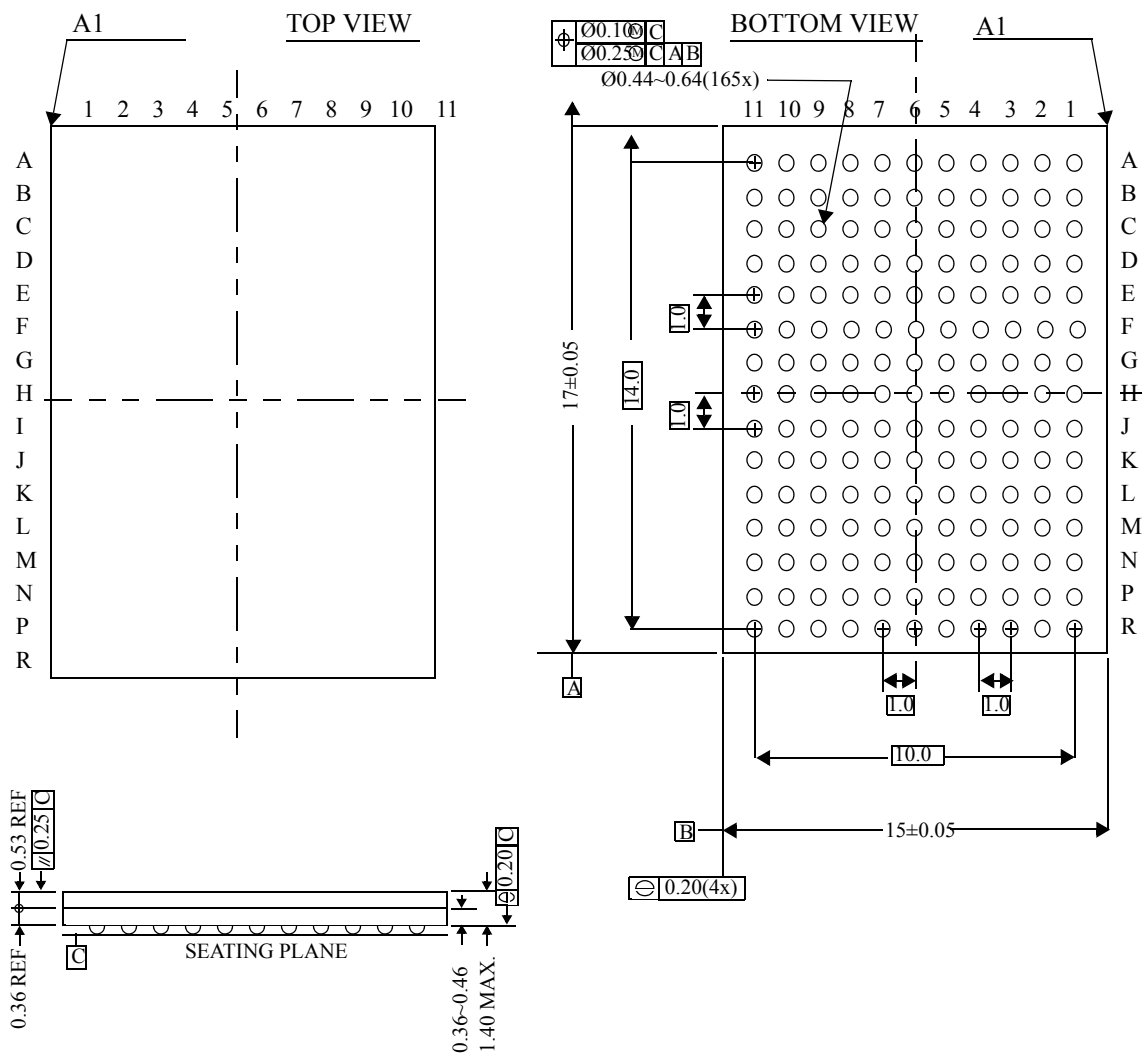 A1
TOP VIEW
1 2 3 4 5 6 7 8 9 10 11
A
B
C
D
E
F
G
H
I
J
K
L
M
N
P
R
Ø0.10Ⓜ C
Ø0.25Ⓜ C A B
Ø0.44~0.64(165x)
BOTTOM VIEW
A1
11 10 9 8 7 6 5 4 3 2 1
A
B
C
D
E
F
G
H
J
K
L
M
N
P
R
1.0
1.0
17±0.05
14.0
A
1.0
1.0
10.0
B
15±0.05
0.20(4x)
0.53 REF
// 0.25 C
0.36 REF
C
SEATING PLANE
0.20 C
0.36~0.46
1.40 MAX.